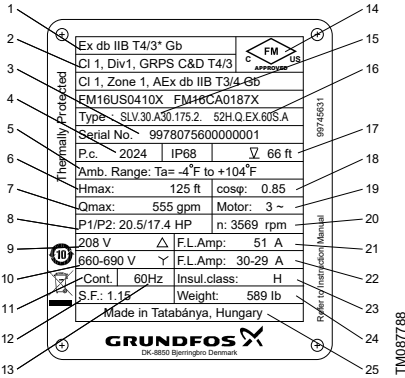 1
2
3
4
5
6
7
8
9
10
11
12
13
14
15
16
17
18
19
20
21
22
23
24
25
Ex db IIB T4/T3* Gb
Cl 1, Div1, GRPS C&D T4/T3
C FM US
APPROVED
Cl 1, Zone 1, AEx db IIB T3/T4 Gb
FM16US0410X FM16CA0187X
Type : SLV.30.A30.175.2. 52H.Q.EX.60S.A
Serial No. 9978075600000001
P.c. 2024 IP68 66 ft
Amb. Range: Ta= -4˚F to +104˚F
Hmax: 125 ft cosφ: 0.85
Qmax: 555 gpm Motor: 3 ~
P1/P2: 20.5/17.4 HP n: 3569 rpm
208 V △ F.L.Amp: 51 A
660-690 V Y F.L.Amp: 30-29 A
Cont. 60Hz Insul.class: H
S.F.: 1.15 Weight: 589 lb
Made in Tatabánya, Hungary
GRUNDFOS
DK-8850 Bjerringbro Denmark
Thermally Protected
10
99745631
Refer to Instruction Manual
TM087788